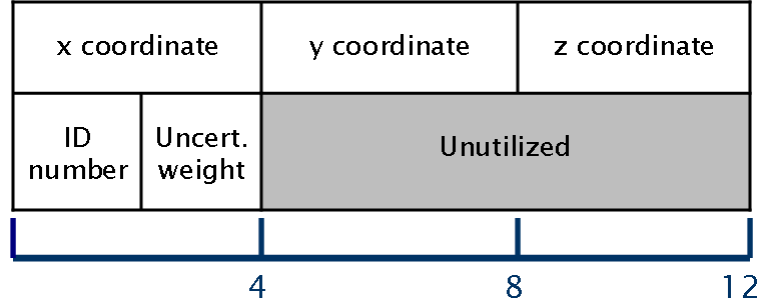 x coordinate
y coordinate
z coordinate
ID
number
Uncert.
weight
Unutilized
4
8
12